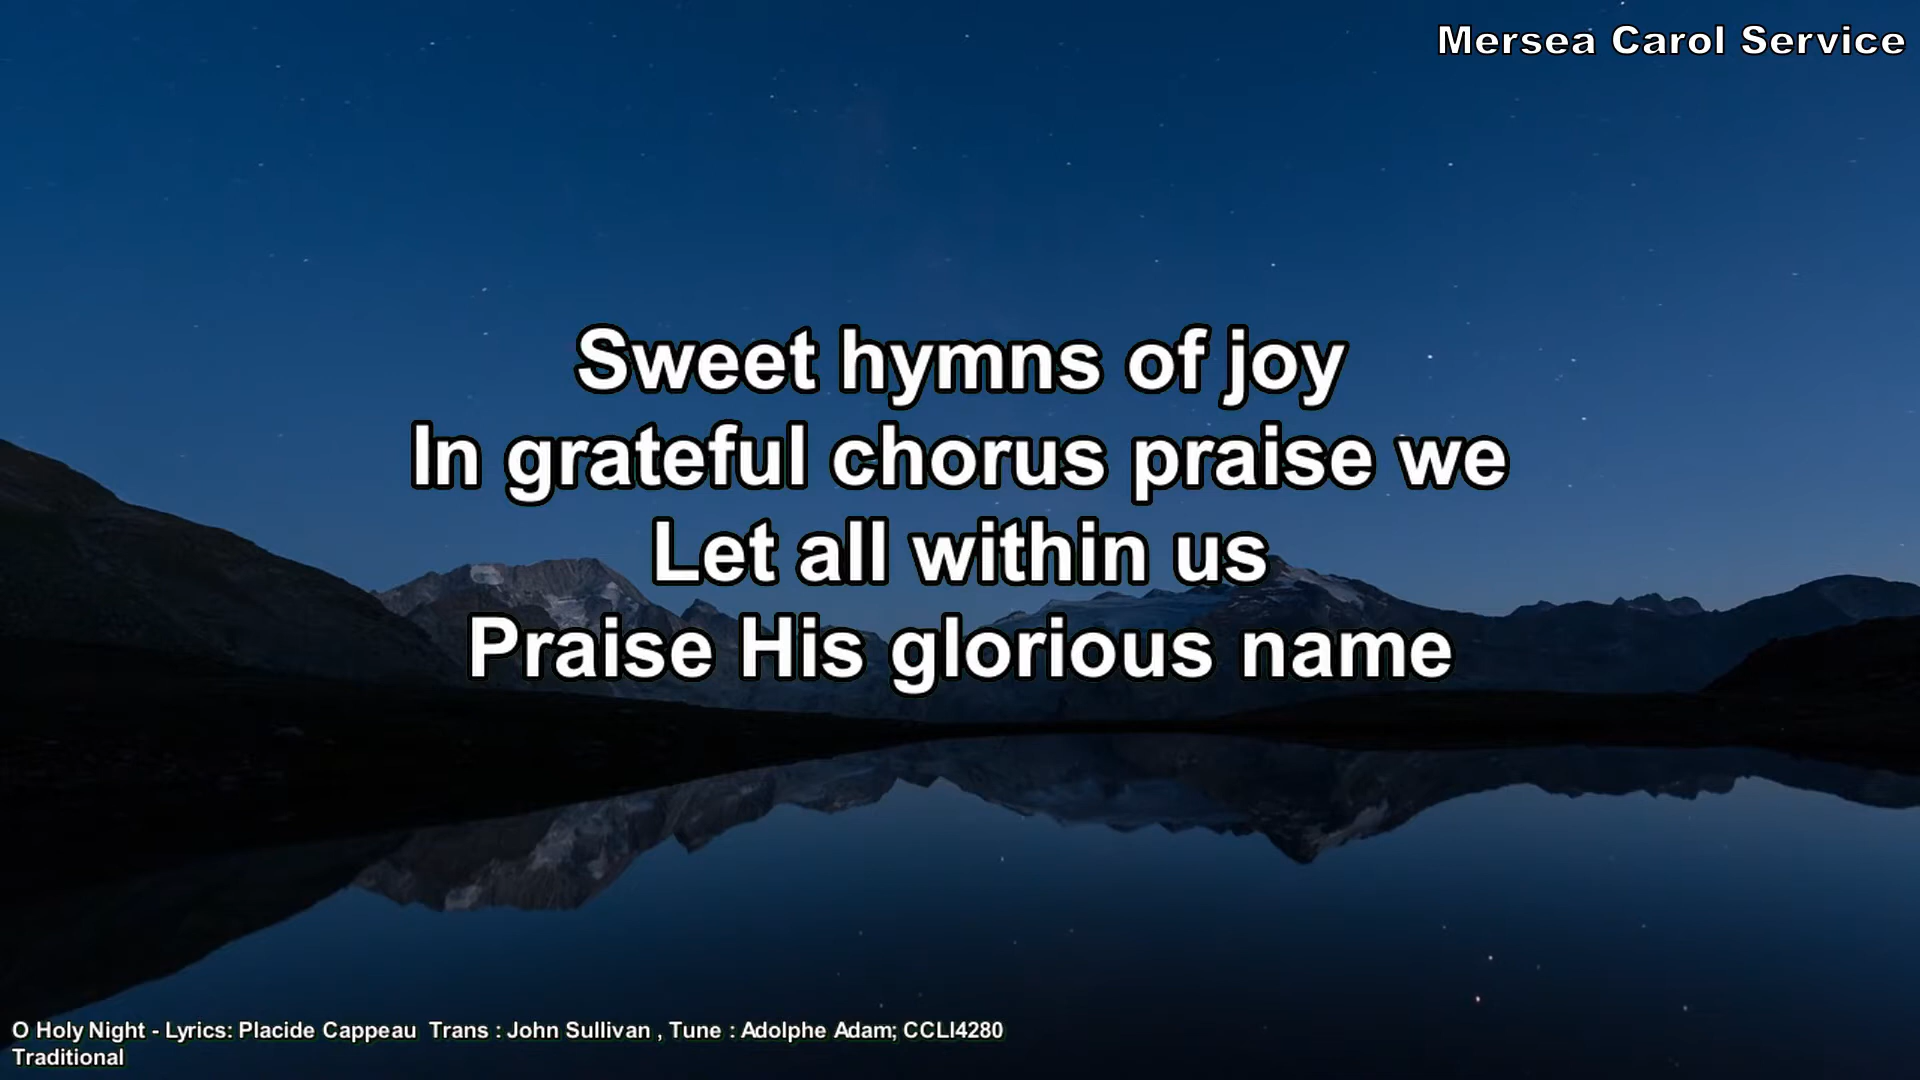 Mersea Carol Service
Sweet hymns of joy
In grateful chorus praise we
Let all within us
Praise His glorious name
O Holy Night - Lyrics: Placide Cappeau  Trans : John Sullivan , Tune : Adolphe Adam; CCLI4280
Traditional